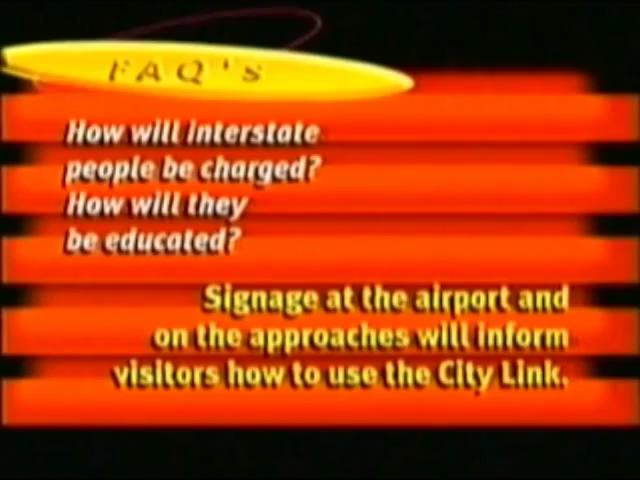 FAQ's
How will interstate
people be charged?
How will they
be educated?
Signage at the airport and
on the approaches will inform
visitors how to use the City Link.